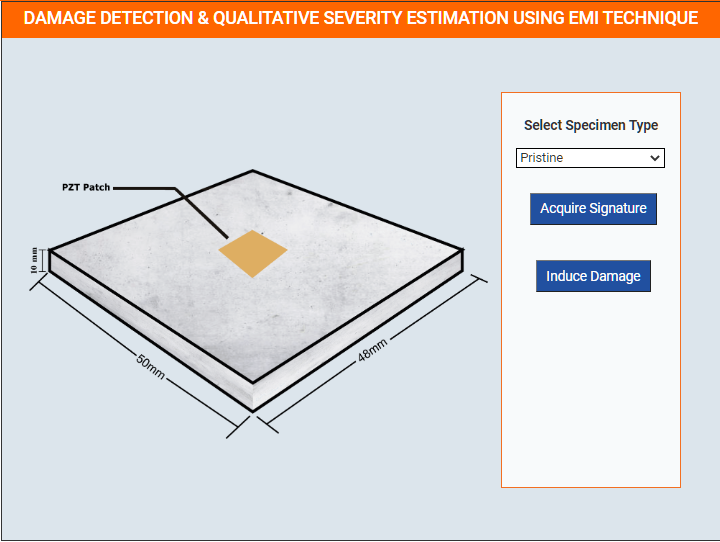 DAMAGE DETECTION & QUALITATIVE SEVERITY ESTIMATION USING EMI TECHNIQUE
Select Specimen Type
Pristine
PZT Patch
Acquire Signature
10 mm
Induce Damage
50mm
48mm